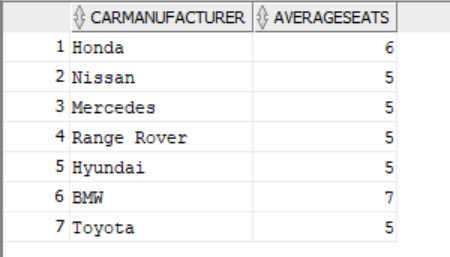 CARMANUFACTURER AVERAGESEATS
1 Honda 6
2 Nissan 5
3 Mercedes 5
4 Range Rover 5
5 Hyundai 5
6 BMW 7
7 Toyota 5